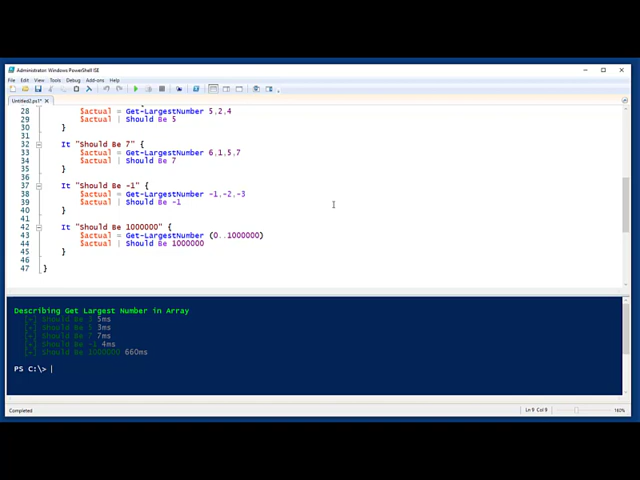 Administrator: Windows PowerShell ISE
File Edit View Tools Debug Add-ons Help
Untitled2.ps1* X
28 $actual = Get-LargestNumber 5,2,4
29 $actual | Should Be 5
30 }
31
32 It "Should Be 7" {
33 $actual = Get-LargestNumber 6,1,5,7
34 $actual | Should Be 7
35 }
36
37 It "Should Be -1" {
38 $actual = Get-LargestNumber -1,-2,-3
39 $actual | Should Be -1
40 }
41
42 It "Should Be 1000000" {
43 $actual = Get-LargestNumber (0..1000000)
44 $actual | Should Be 1000000
45 }
46
47 }
Describing Get Largest Number in Array
[+] Should Be 5ms
[+] Should Be 3ms
[+] Should Be 7 7ms
[+] Should Be -1 4ms
[+] Should Be 1000000 660ms
PS C:\>
Completed
Ln 9 Col 9
160%